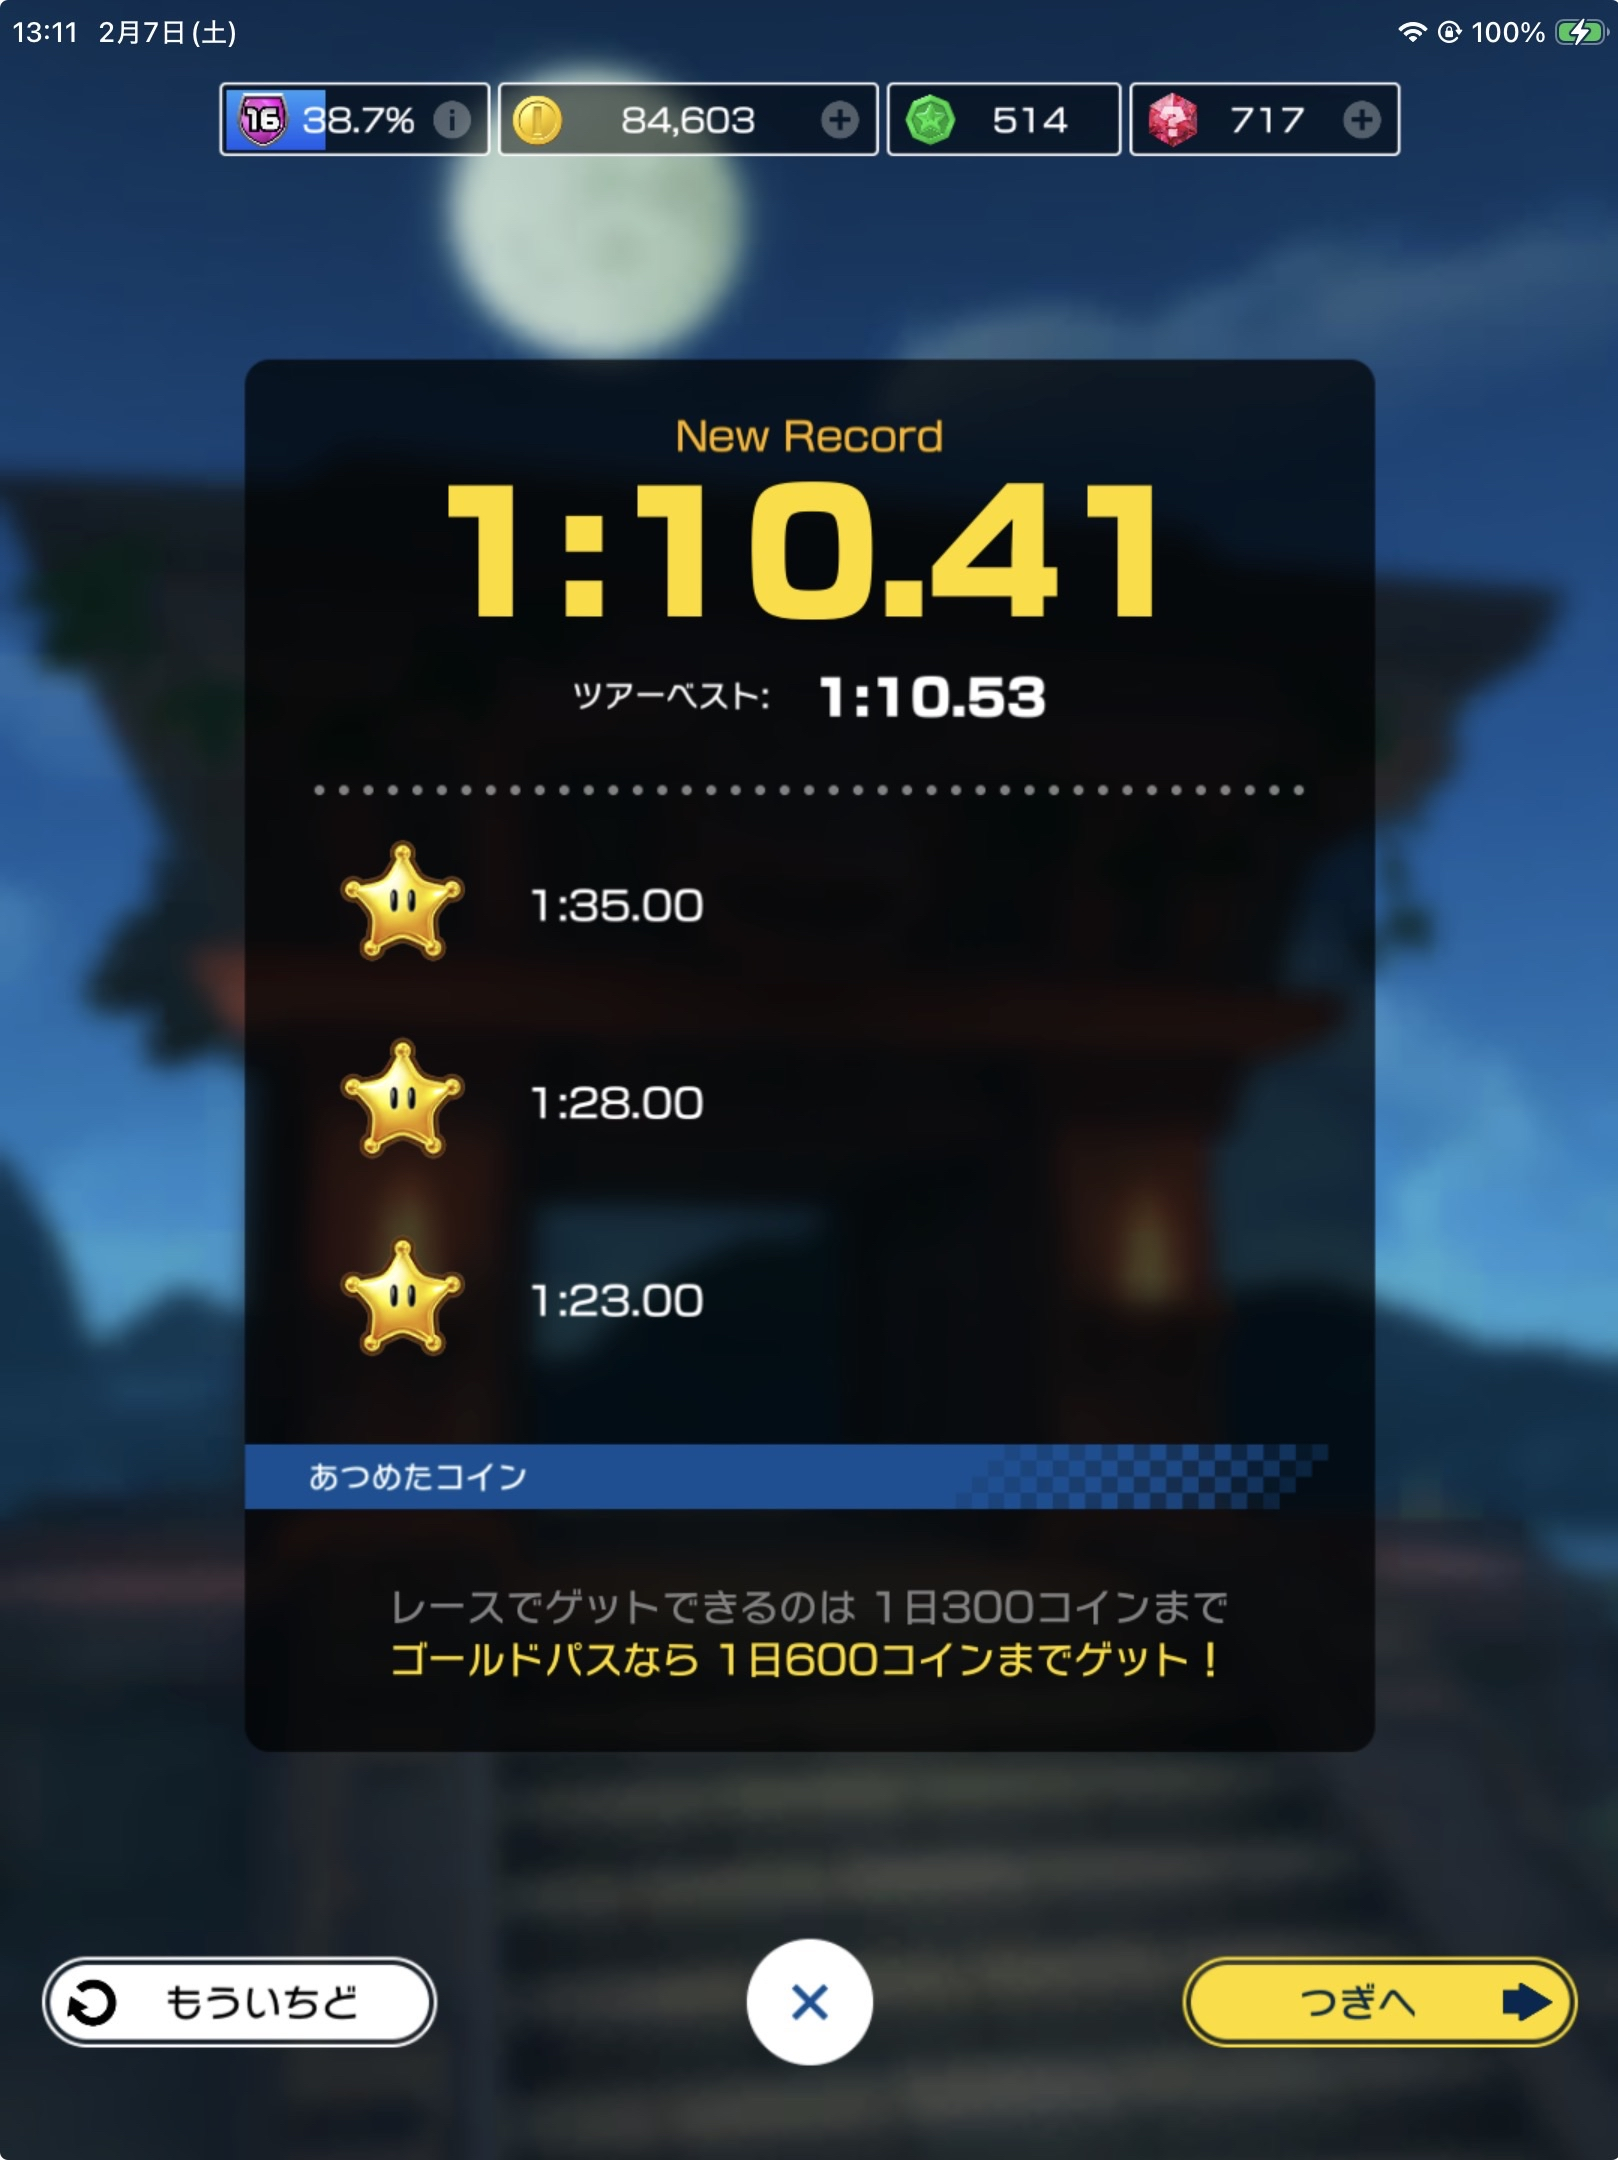 13:11 2月7日(土)
100%
16 38.7% i 84,603 + 514 ? 717 +
New Record
1:10.41
ツアーベスト: 1:10.53
1:35.00
1:28.00
1:23.00
あつめたコイン
レースでゲットできるのは 1日300コインまで
ゴールドパスなら 1日600コインまでゲット！
もういちど
×
つぎへ